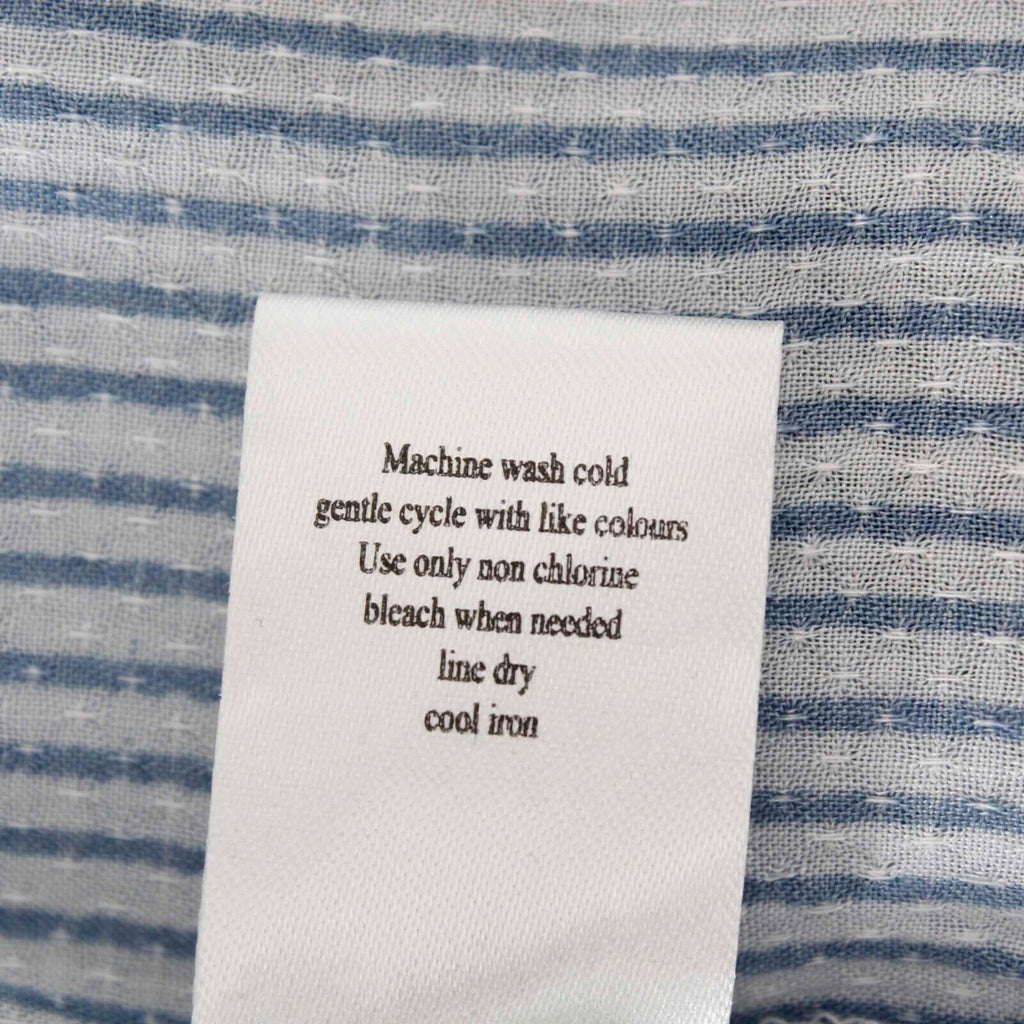 Machine wash cold
gentle cycle with like colours
Use only non chlorine
bleach when needed
line dry
cool iron